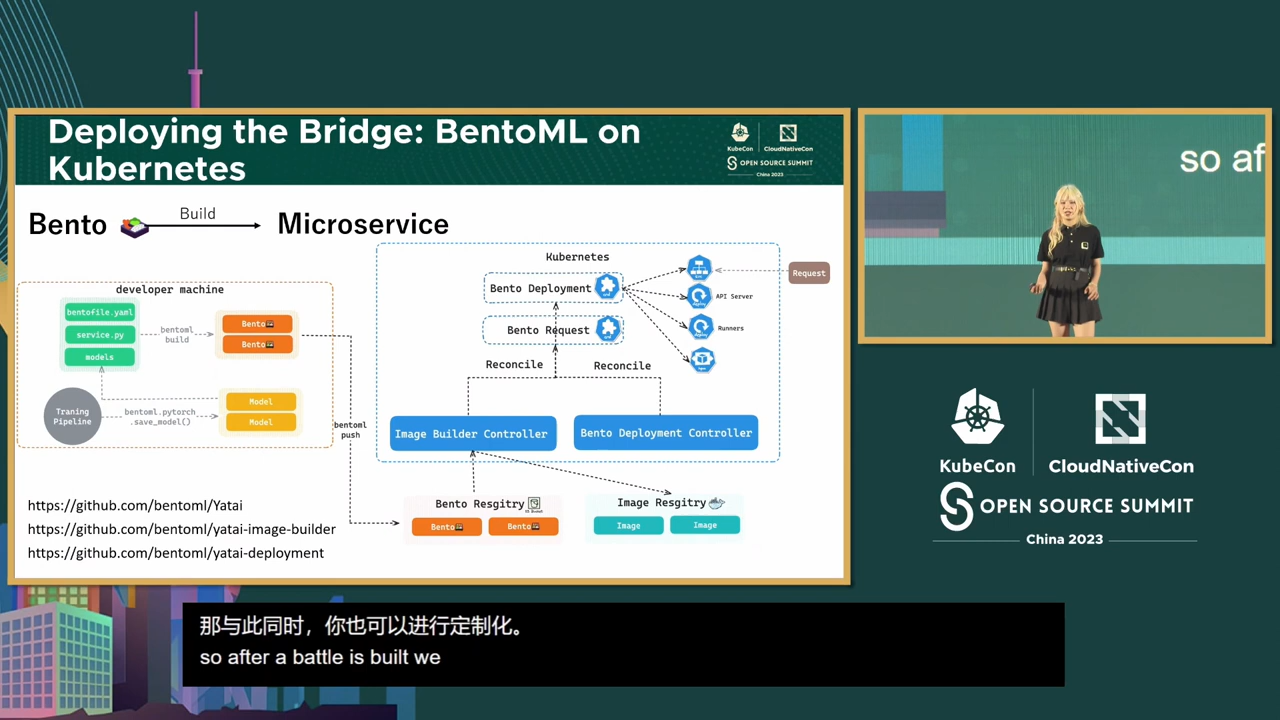 Deploying the Bridge: BentoML on
Kubernetes
KubeCon
CloudNativeCon
OPEN SOURCE SUMMIT
China 2023
Bento
Build
Microservice
developer machine
bentofile.yaml
service.py
models
bentoml
build
Bento
Bento
Traning
Pipeline
bentoml.pytorch
.save_model()
Model
Model
bentoml
push
Kubernetes
Bento Deployment
Bento Request
Reconcile
Reconcile
Image Builder Controller
Bento Deployment Controller
Request
API Server
Runners
Bento Resgitry
Bento
Bento
Image Resgitry
Image
Image
https://github.com/bentoml/Yatai
https://github.com/bentoml/yatai-image-builder
https://github.com/bentoml/yatai-deployment
so af
KubeCon
CloudNativeCon
OPEN SOURCE SUMMIT
China 2023
那与此同时，你也可以进行定制化。
so after a battle is built we